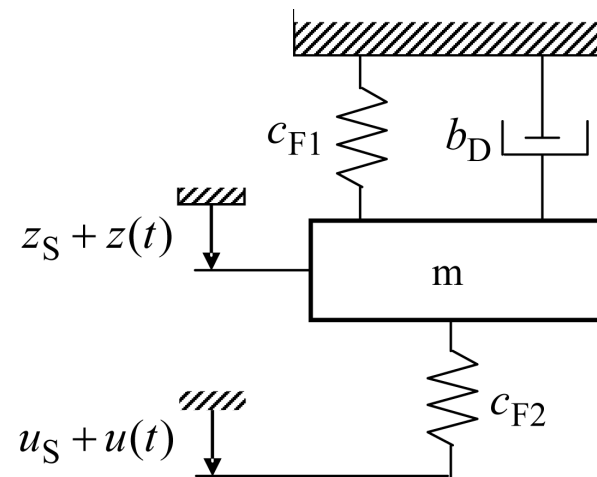 c_F1
b_D
z_S + z(t)
m
c_F2
u_S + u(t)